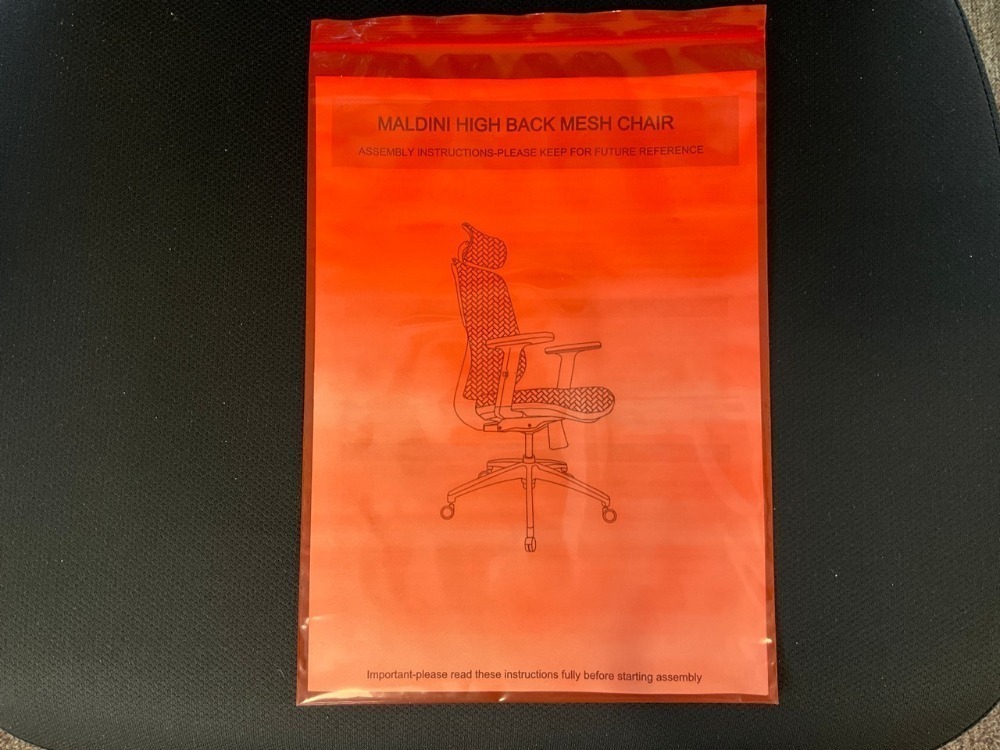 MALDINI HIGH BACK MESH CHAIR
ASSEMBLY INSTRUCTIONS-PLEASE KEEP FOR FUTURE REFERENCE
Important-please read these instructions fully before starting assembly